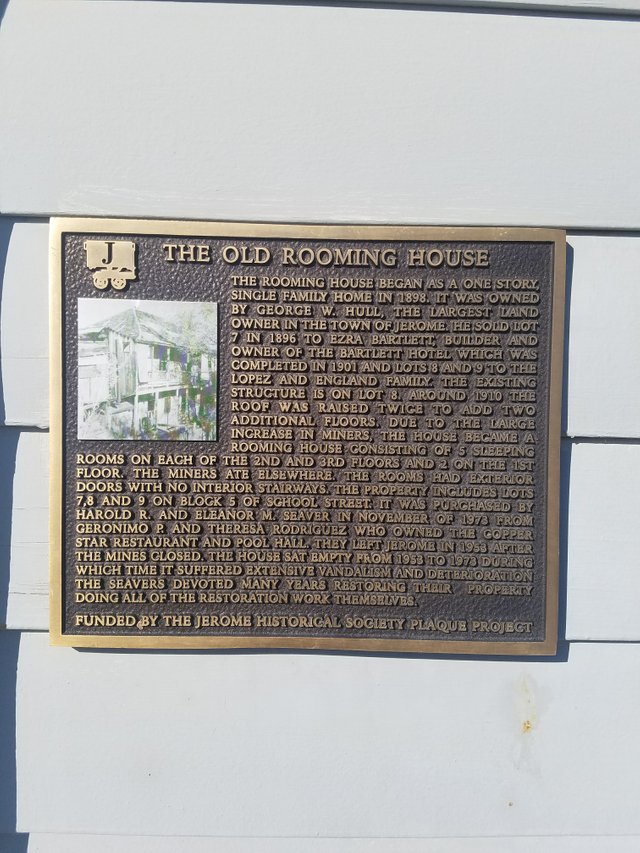 J
THE OLD ROOMING HOUSE
THE ROOMING HOUSE BEGAN AS A ONE STORY,
SINGLE FAMILY HOME IN 1898. IT WAS OWNED
BY GEORGE W. HULL, THE LARGEST LAND
OWNER IN THE TOWN OF JEROME. HE SOLD LOT
7 IN 1896 TO EZRA BARTLETT, BUILDER AND
OWNER OF THE BARTLETT HOTEL WHICH WAS
COMPLETED IN 1901 AND LOTS 8 AND 9 TO THE
LOPEZ AND ENGLAND FAMILY. THE EXISTING
STRUCTURE IS ON LOT 8. AROUND 1910 THE
ROOF WAS RAISED TWICE TO ADD TWO
ADDITIONAL FLOORS. DUE TO THE LARGE
INCREASE IN MINERS, THE HOUSE BECAME A
ROOMING HOUSE CONSISTING OF 5 SLEEPING
ROOMS ON EACH OF THE 2ND AND 3RD FLOORS AND 2 ON THE 1ST
FLOOR. THE MINERS ATE ELSEWHERE. THE ROOMS HAD EXTERIOR
DOORS WITH NO INTERIOR STAIRWAYS. THE PROPERTY INCLUDES LOTS
7,8 AND 9 ON BLOCK 5 OF SCHOOL STREET. IT WAS PURCHASED BY
HAROLD R. AND ELEANOR M. SEAVER IN NOVEMBER OF 1973 FROM
GERONIMO P. AND THERESA RODRIGUEZ WHO OWNED THE COPPER
STAR RESTAURANT AND POOL HALL. THEY LEFT JEROME IN 1953 AFTER
THE MINES CLOSED. THE HOUSE SAT EMPTY FROM 1953 TO 1973 DURING
WHICH TIME IT SUFFERED EXTENSIVE VANDALISM AND DETERIORATION
THE SEAVERS DEVOTED MANY YEARS RESTORING THEIR PROPERTY
DOING ALL OF THE RESTORATION WORK THEMSELVES.
FUNDED BY THE JEROME HISTORICAL SOCIETY PLAQUE PROJECT